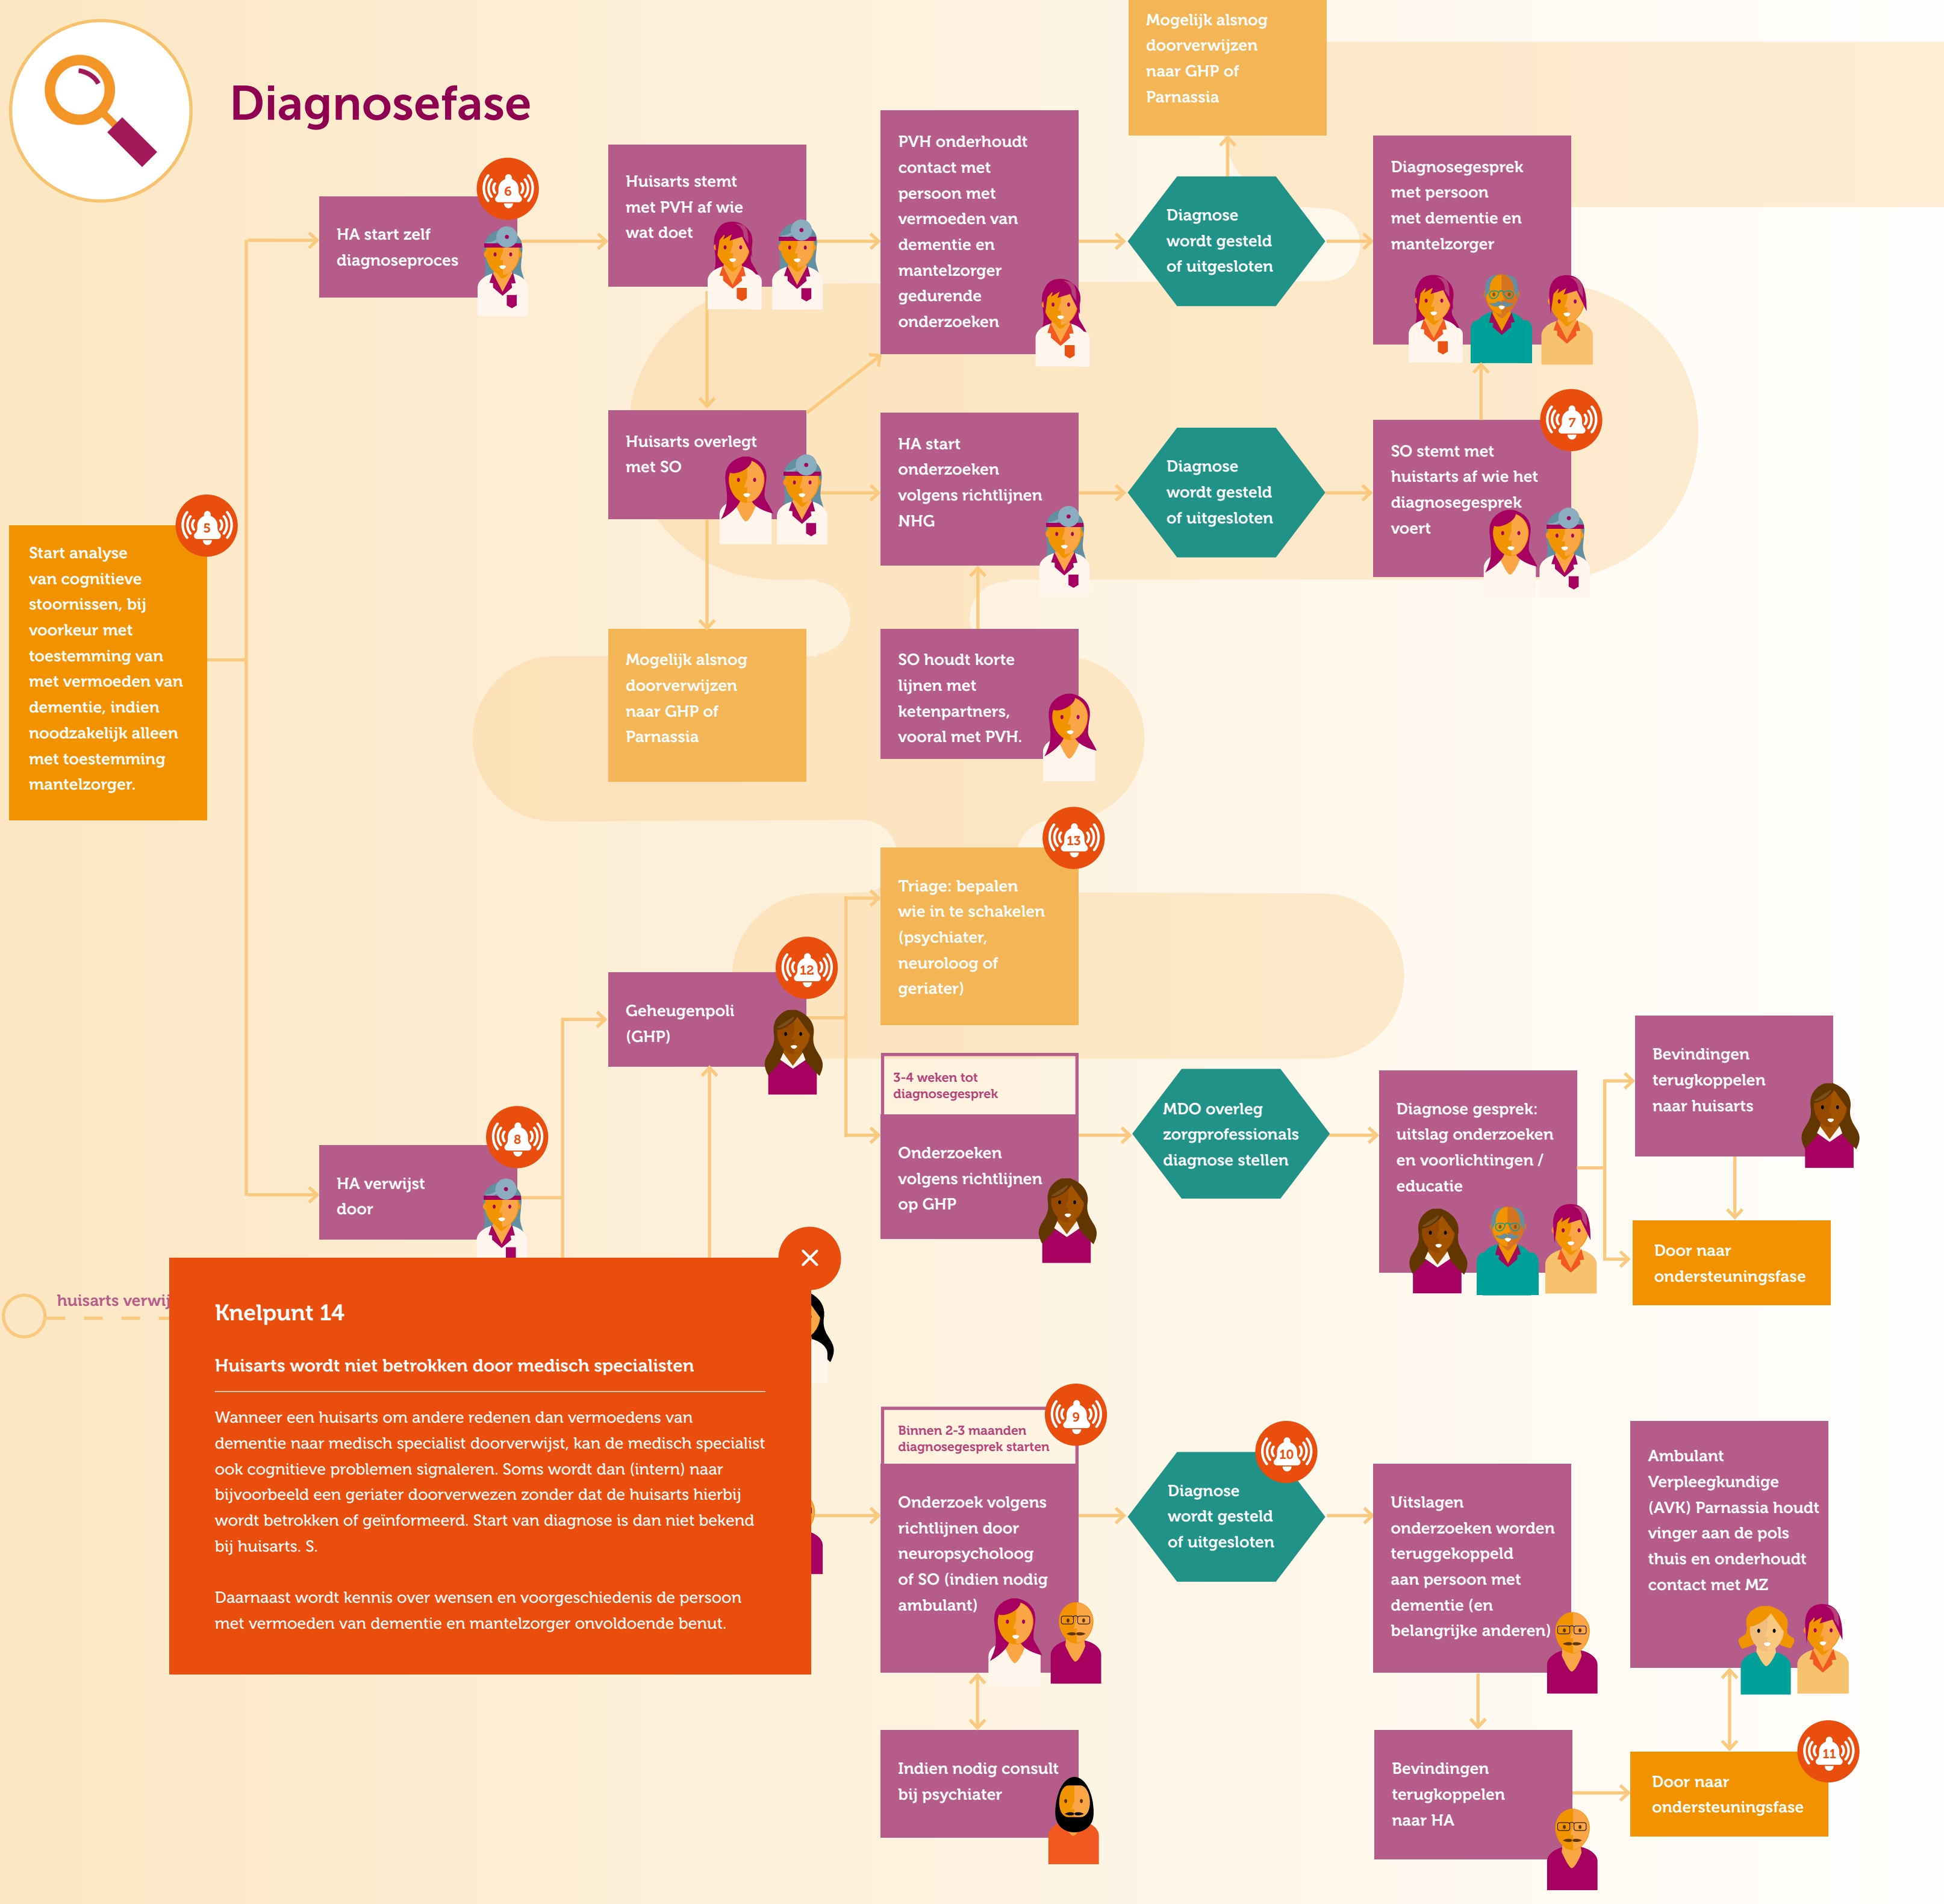 Diagnosefase
Mogelijk alsnog
doorverwijzen
naar GHP of
Parnassia
6
HA start zelf
diagnoseproces
Huisarts stemt
met PVH af wie
wat doet
PVH onderhoudt
contact met
persoon met
vermoeden van
dementie en
mantelzorger
gedurende
onderzoeken
Diagnose
wordt gesteld
of uitgesloten
Diagnosegesprek
met persoon
met dementie en
mantelzorger
5
Start analyse
van cognitieve
stoornissen, bij
voorkeur met
toestemming van
met vermoeden van
dementie, indien
noodzakelijk alleen
met toestemming
mantelzorger.
Huisarts overlegt
met SO
HA start
onderzoeken
volgens richtlijnen
NHG
Diagnose
wordt gesteld
of uitgesloten
7
SO stemt met
huistarts af wie het
diagnosegesprek
voert
Mogelijk alsnog
doorverwijzen
naar GHP of
Parnassia
SO houdt korte
lijnen met
ketenpartners,
vooral met PVH.
13
Triage: bepalen
wie in te schakelen
(psychiater,
neuroloog of
geriater)
12
Geheugenpoli
(GHP)
3-4 weken tot
diagnosegesprek
Onderzoeken
volgens richtlijnen
op GHP
MDO overleg
zorgprofessionals
diagnose stellen
Diagnose gesprek:
uitslag onderzoeken
en voorlichtingen /
educatie
Bevindingen
terugkoppelen
naar huisarts
Door naar
ondersteuningsfase
8
HA verwijst
door
huisarts verwij
Knelpunt 14
Huisarts wordt niet betrokken door medisch specialisten
Wanneer een huisarts om andere redenen dan vermoedens van
dementie naar medisch specialist doorverwijst, kan de medisch specialist
ook cognitieve problemen signaleren. Soms wordt dan (intern) naar
bijvoorbeeld een geriater doorverwezen zonder dat de huisarts hierbij
wordt betrokken of geïnformeerd. Start van diagnose is dan niet bekend
bij huisarts. S.
Daarnaast wordt kennis over wensen en voorgeschiedenis de persoon
met vermoeden van dementie en mantelzorger onvoldoende benut.
9
Binnen 2-3 maanden
diagnosegesprek starten
Onderzoek volgens
richtlijnen door
neuropsycholoog
of SO (indien nodig
ambulant)
10
Diagnose
wordt gesteld
of uitgesloten
Uitslagen
onderzoeken worden
teruggekoppeld
aan persoon met
dementie (en
belangrijke anderen)
Ambulant
Verpleegkundige
(AVK) Parnassia houdt
vinger aan de pols
thuis en onderhoudt
contact met MZ
Indien nodig consult
bij psychiater
Bevindingen
terugkoppelen
naar HA
11
Door naar
ondersteuningsfase